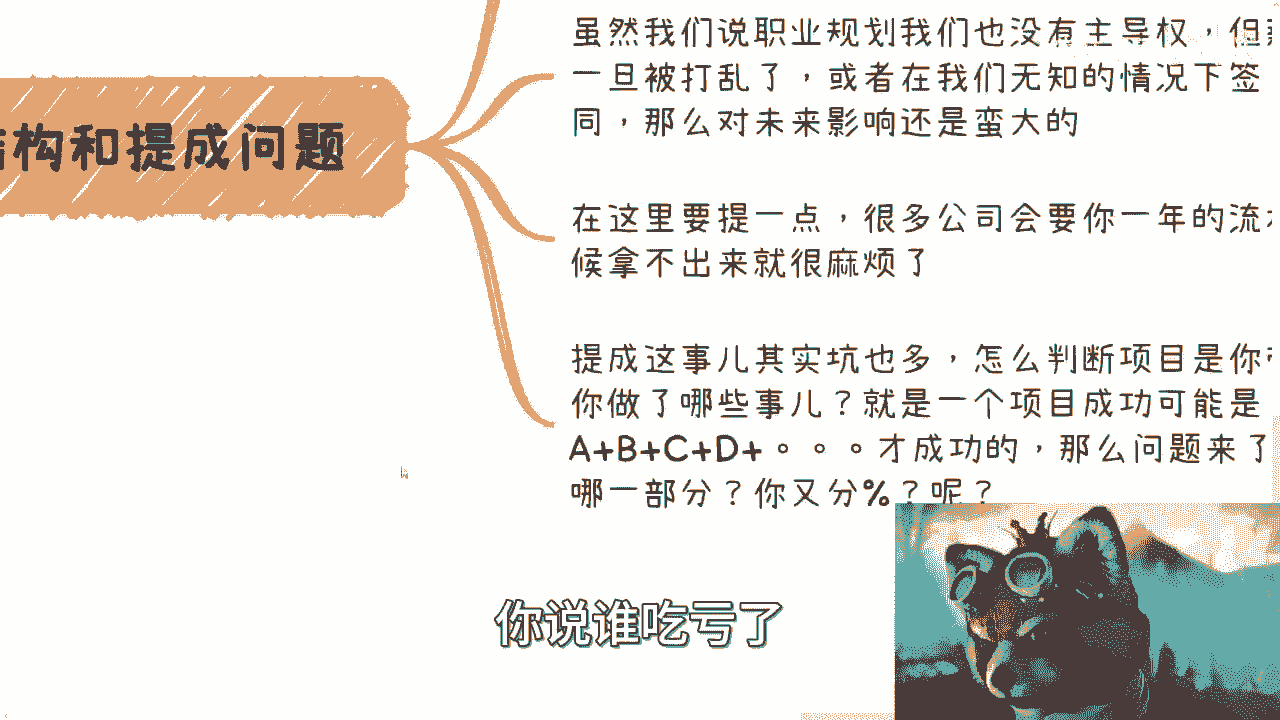 虽然我们说职业规划我们也没有主导权，但
一旦被打乱了，或者在我们无知的情况下签
同，那么对未来影响还是蛮大的
构和提成问题
在这里要提一点，很多公司会要你一年的流
候拿不出来就很麻烦了
提成这事儿其实坑也多，怎么判断项目是你
你做了哪些事儿？就是一个项目成功可能是
A+B+C+D+。。。才成功的，那么问题来了
哪一部分？你又分%？呢？
你说谁吃亏了